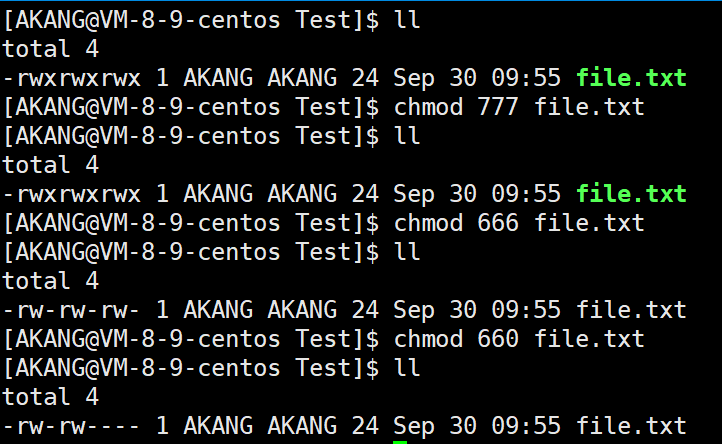 [AKANG@VM-8-9-centos Test]$ ll
total 4
-rwxrwxrwx 1 AKANG AKANG 24 Sep 30 09:55 file.txt
[AKANG@VM-8-9-centos Test]$ chmod 777 file.txt
[AKANG@VM-8-9-centos Test]$ ll
total 4
-rwxrwxrwx 1 AKANG AKANG 24 Sep 30 09:55 file.txt
[AKANG@VM-8-9-centos Test]$ chmod 666 file.txt
[AKANG@VM-8-9-centos Test]$ ll
total 4
-rw-rw-rw- 1 AKANG AKANG 24 Sep 30 09:55 file.txt
[AKANG@VM-8-9-centos Test]$ chmod 660 file.txt
[AKANG@VM-8-9-centos Test]$ ll
total 4
-rw-rw---- 1 AKANG AKANG 24 Sep 30 09:55 file.txt